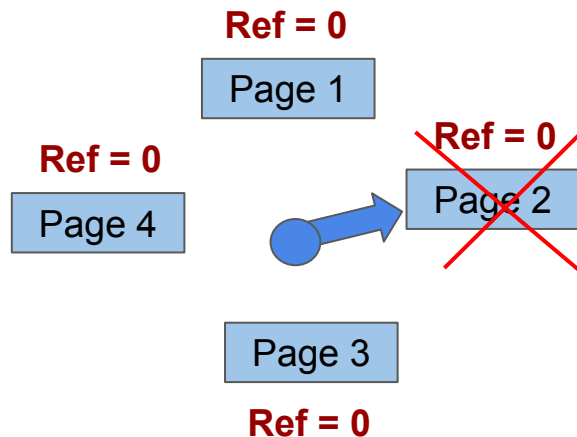 Ref = 0
Page 1
Ref = 0
Page 2
Ref = 0
Page 4
Page 3
Ref = 0